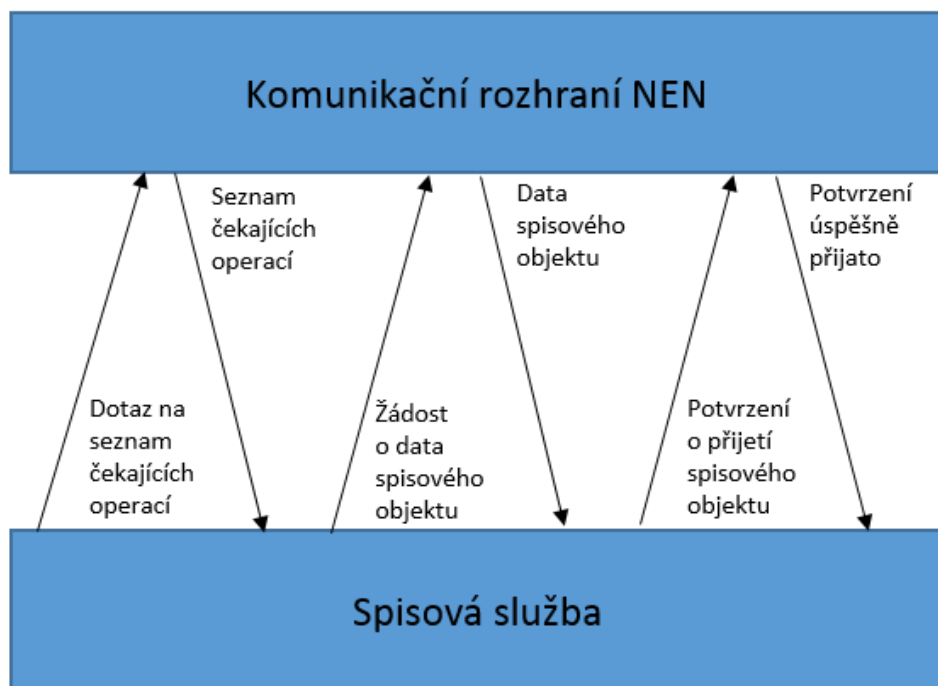 Komunikační rozhraní NEN
Seznam
čekajících
operací
Data
spisového
objektu
Potvrzení
úspěšně
přijato
Dotaz na
seznam
čekajících
operací
Žádost
o data
spisového
objektu
Potvrzení
o přijetí
spisového
objektu
Spisová služba